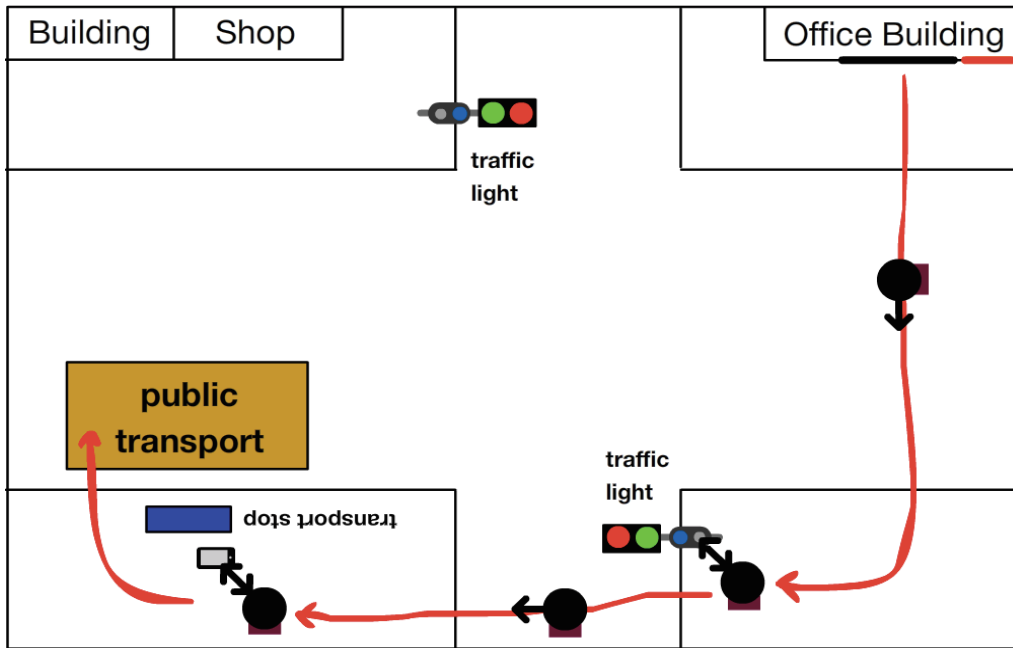 Building
Shop
Office Building
traffic
light
public
transport
traffic
light
transport stop